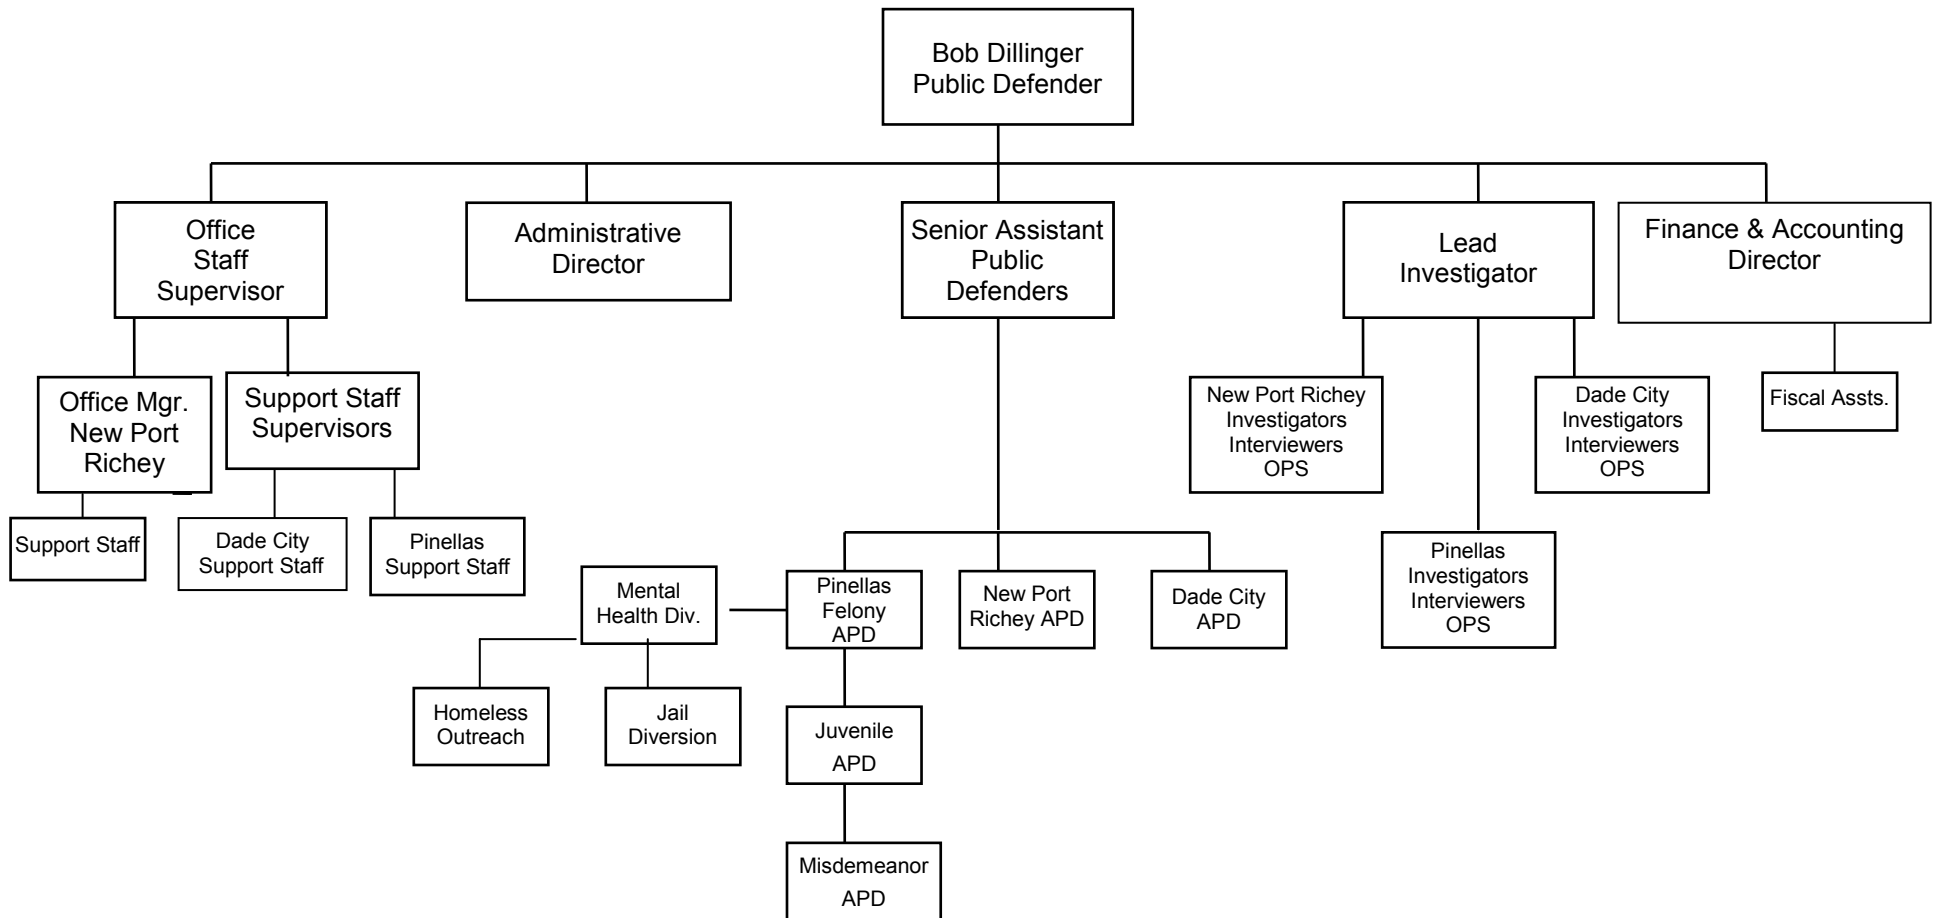 Bob Dillinger
Public Defender
Office
Staff
Supervisor
Administrative
Director
Senior Assistant
Public
Defenders
Lead
Investigator
Finance & Accounting
Director
Office Mgr.
New Port
Richey
Support Staff
Supervisors
New Port Richey
Investigators
Interviewers
OPS
Dade City
Investigators
Interviewers
OPS
Fiscal Assts.
Support Staff
Dade City
Support Staff
Pinellas
Support Staff
Pinellas
Investigators
Interviewers
OPS
Mental
Health Div.
Pinellas
Felony
APD
New Port
Richey APD
Dade City
APD
Homeless
Outreach
Jail
Diversion
Juvenile
APD
Misdemeanor
APD